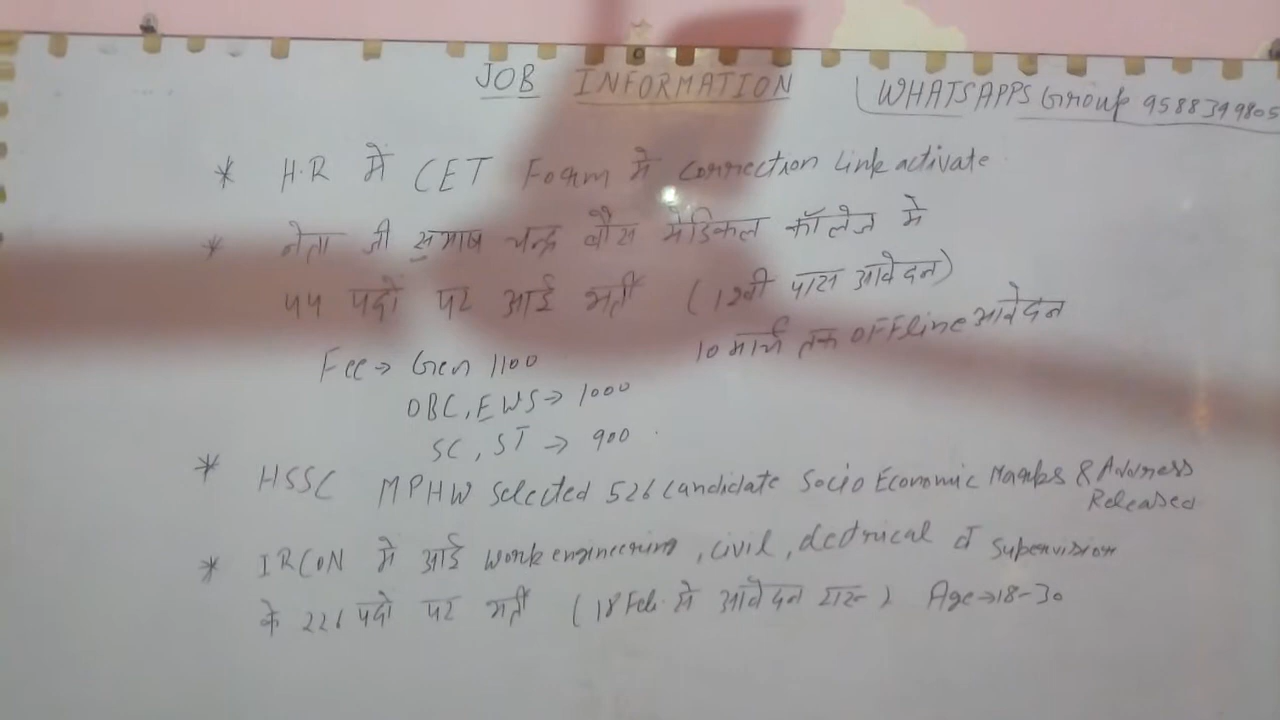 JOB INFORMATION
WHATSAPPS Group 9588399805
* H.R में CET Form में correction Link activate
* नेता जी सुभाष चन्द्र बौस मैडिकल कॉलेज में
पदों पर आई भर्ती (12वी पास आवेदन)
10 मार्च तक OFFline आवेदन
Fee → Gen 1100
OBC, EWS → 1000
SC, ST → 900
* HSSC MPHW Selected 526 Candidate Socio Economic Marks & Address
Released
* IRCON में आई work engineering, civil, electrical & Supervision
के 226 पदो पर भर्ती (18 Feb. से आवेदन शुरू) Age → 18-30